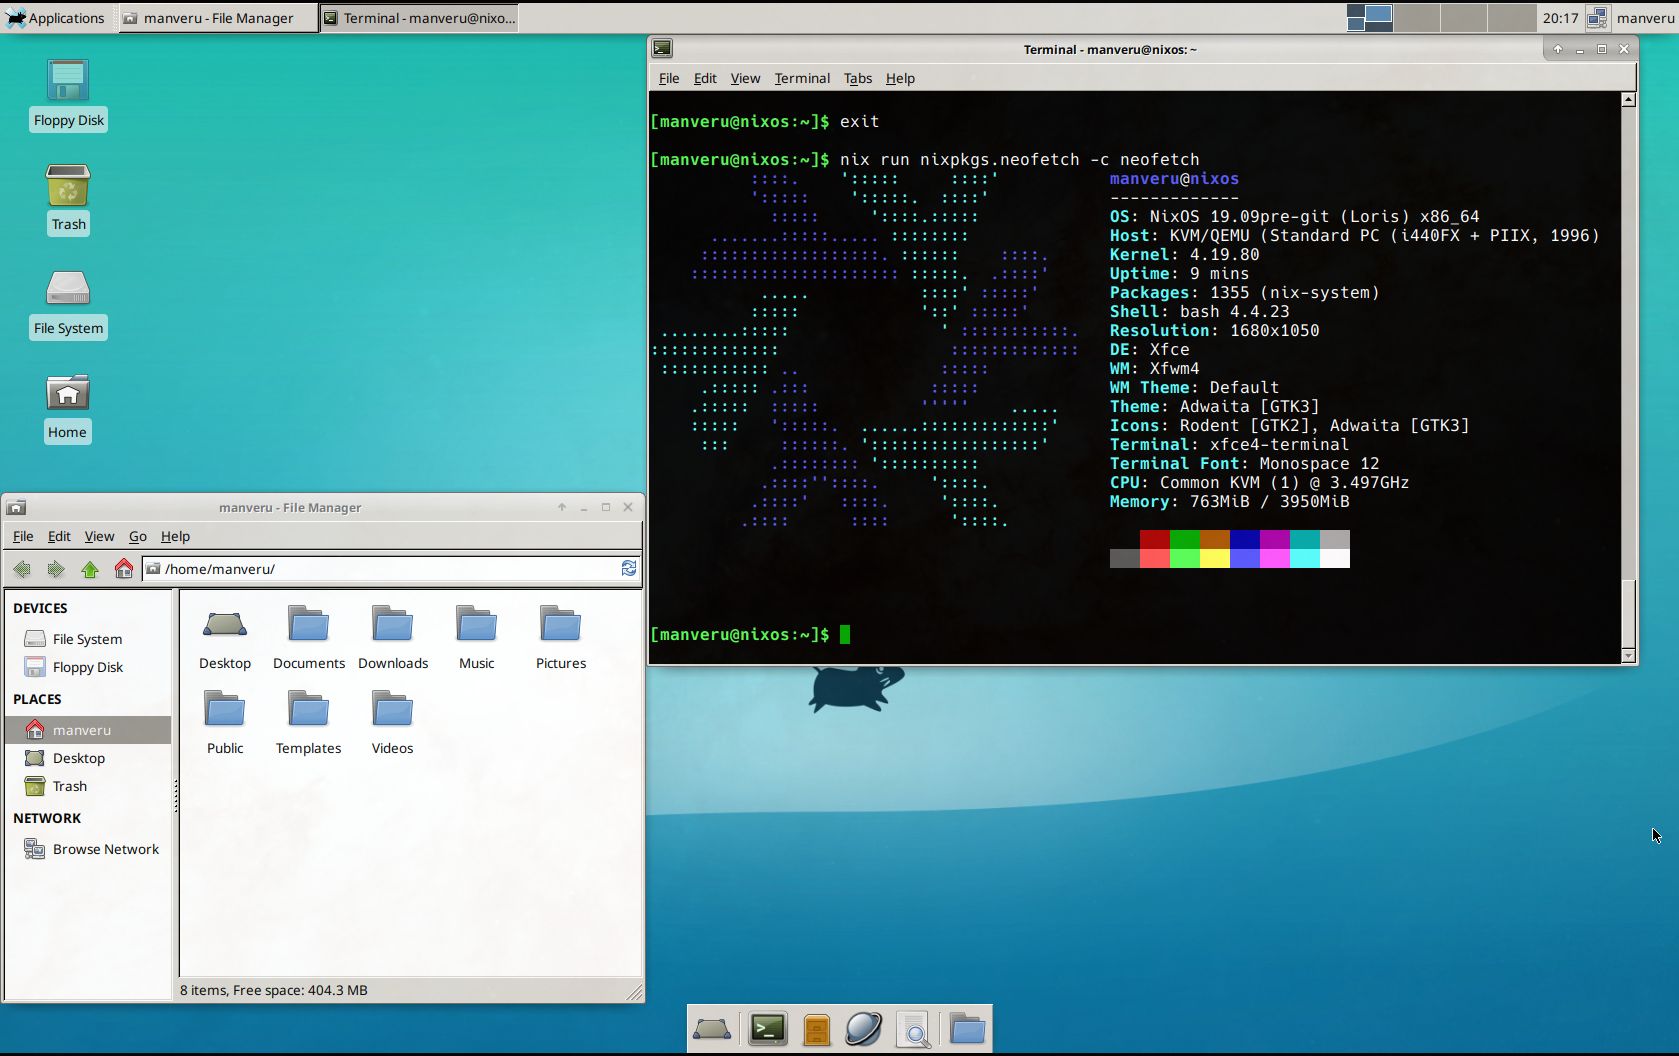 Applications
manveru - File Manager
Terminal - manveru@nixo...
20:17
manveru
Floppy Disk
Trash
File System
Home
Terminal - manveru@nixos: ~
File Edit View Terminal Tabs Help
[manveru@nixos:~]$ exit
[manveru@nixos:~]$ nix run nixpkgs.neofetch -c neofetch
manveru@nixos
-------------
OS: NixOS 19.09pre-git (Loris) x86_64
Host: KVM/QEMU (Standard PC (i440FX + PIIX, 1996)
Kernel: 4.19.80
Uptime: 9 mins
Packages: 1355 (nix-system)
Shell: bash 4.4.23
Resolution: 1680x1050
DE: Xfce
WM: Xfwm4
WM Theme: Default
Theme: Adwaita [GTK3]
Icons: Rodent [GTK2], Adwaita [GTK3]
Terminal: xfce4-terminal
Terminal Font: Monospace 12
CPU: Common KVM (1) @ 3.497GHz
Memory: 763MiB / 3950MiB
[manveru@nixos:~]$
manveru - File Manager
File Edit View Go Help
/home/manveru/
DEVICES
File System
Floppy Disk
PLACES
manveru
Desktop
Trash
NETWORK
Browse Network
Desktop Documents Downloads Music Pictures
Public Templates Videos
8 items, Free space: 404.3 MB